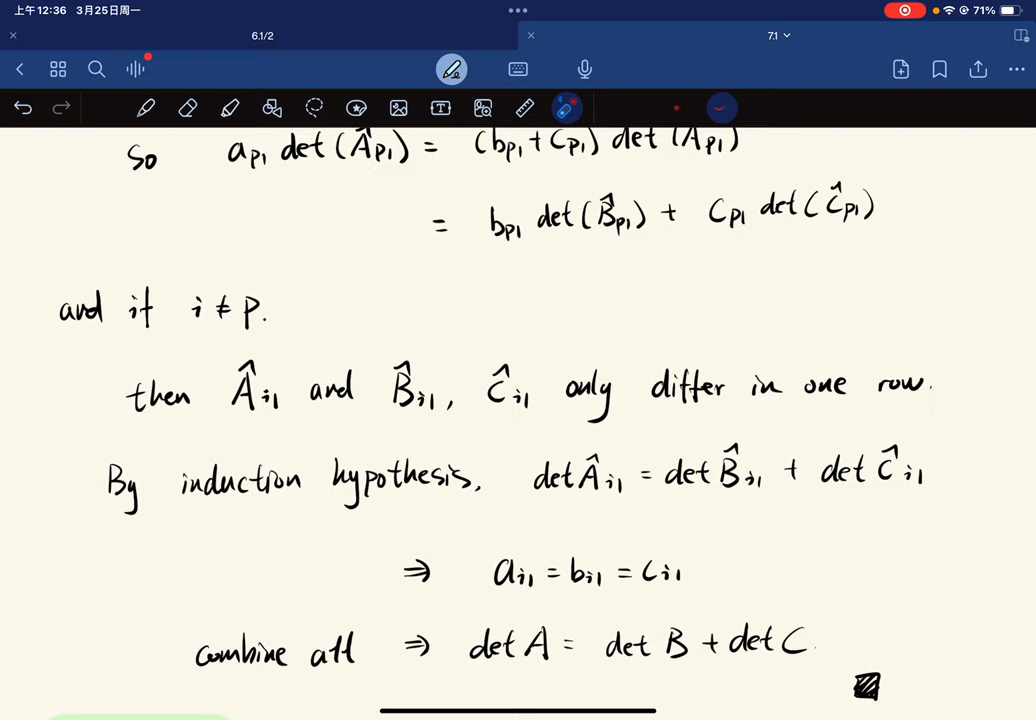 上午12:36 3月25日周一
71%
6.1/2
7.1
So a_{p1} det(Â_{p1}) = (b_{p1} + c_{p1}) det(Â_{p1})
= b_{p1} det(B̂_{p1}) + c_{p1} det(Ĉ_{p1})
and if i ≠ p.
then Â_{i1} and B̂_{i1}, Ĉ_{i1} only differ in one row.
By induction hypothesis, det Â_{i1} = det B̂_{i1} + det Ĉ_{i1}
⇒ a_{i1} = b_{i1} = c_{i1}
combine all ⇒ det A = det B + det C.